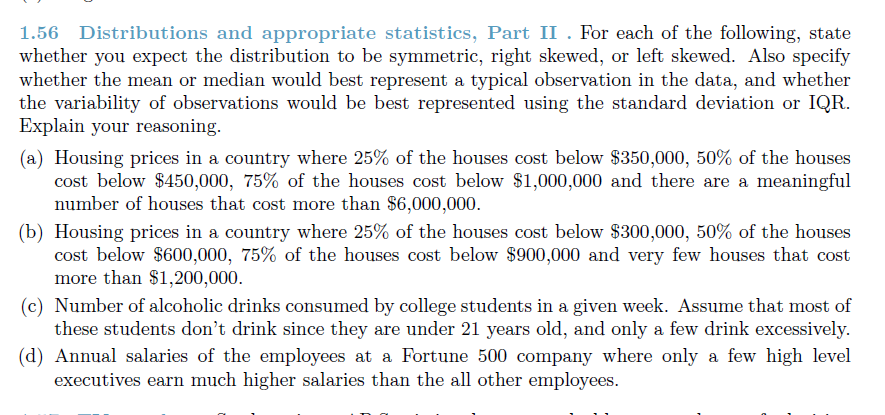 1.56 Distributions and appropriate statistics, Part II . For each of the following, state
whether you expect the distribution to be symmetric, right skewed, or left skewed. Also specify
whether the mean or median would best represent a typical observation in the data, and whether
the variability of observations would be best represented using the standard deviation or IQR.
Explain your reasoning.
(a) Housing prices in a country where 25% of the houses cost below $350,000, 50% of the houses
cost below $450,000, 75% of the houses cost below $1,000,000 and there are a meaningful
number of houses that cost more than $6,000,000.
(b) Housing prices in a country where 25% of the houses cost below $300,000, 50% of the houses
cost below $600,000, 75% of the houses cost below $900,000 and very few houses that cost
more than $1,200,000.
(c) Number of alcoholic drinks consumed by college students in a given week. Assume that most of
these students don't drink since they are under 21 years old, and only a few drink excessively.
(d) Annual salaries of the employees at a Fortune 500 company where only a few high level
executives earn much higher salaries than the all other employees.